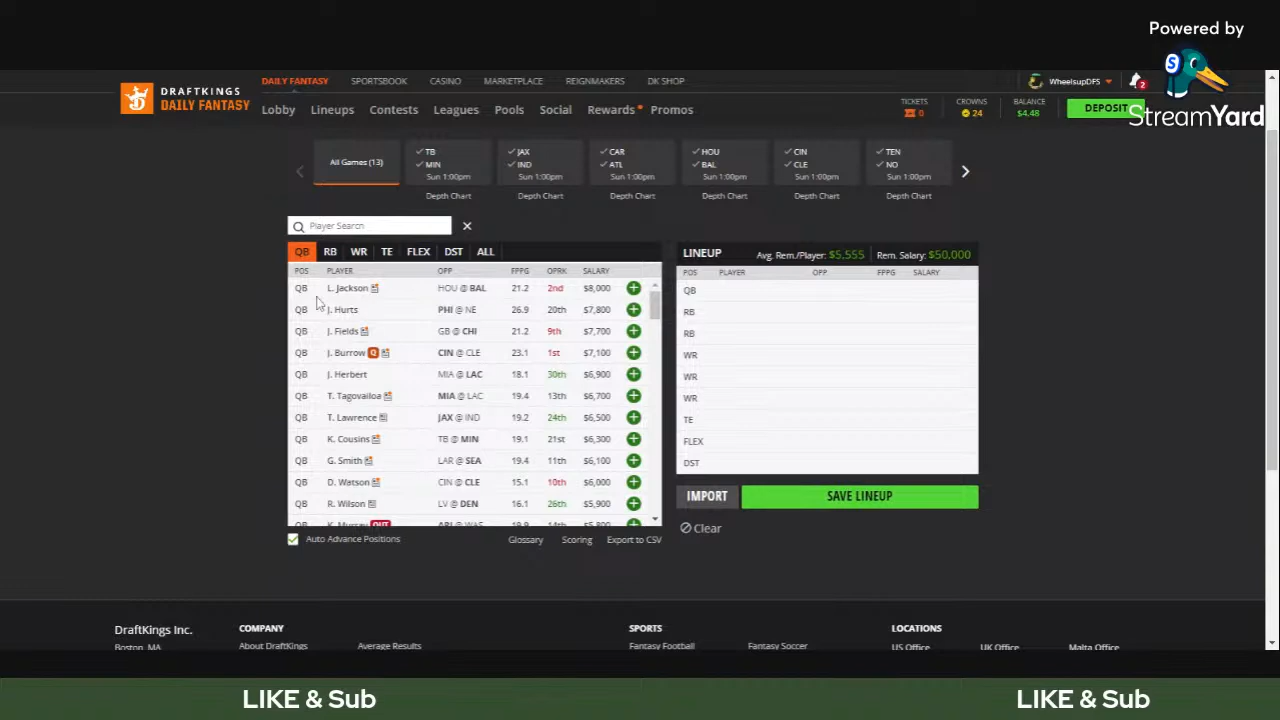 Powered by
StreamYard
DRAFTKINGS
DAILY FANTASY
DAILY FANTASY SPORTSBOOK CASINO MARKETPLACE REIGNMAKERS DK SHOP
WheelsupDFS 2
Lobby Lineups Contests Leagues Pools Social Rewards Promos
TICKETS 0 CROWNS 24 BALANCE $4.48 DEPOSIT
All Games (13)
TB MIN Sun 1:00pm
JAX IND Sun 1:00pm
CAR ATL Sun 1:00pm
HOU BAL Sun 1:00pm
CIN CLE Sun 1:00pm
TEN NO Sun 1:00pm
Depth Chart Depth Chart Depth Chart Depth Chart Depth Chart Depth Chart
Player Search
QB RB WR TE FLEX DST ALL
POS PLAYER OPP FPPG OPRK SALARY
QB L. Jackson HOU @ BAL 21.2 2nd $8,000
QB J. Hurts PHI @ NE 26.9 20th $7,800
QB J. Fields GB @ CHI 21.2 9th $7,700
QB J. Burrow Q CIN @ CLE 23.1 1st $7,100
QB J. Herbert MIA @ LAC 18.1 30th $6,900
QB T. Tagovailoa MIA @ LAC 19.4 13th $6,700
QB T. Lawrence JAX @ IND 19.2 24th $6,500
QB K. Cousins TB @ MIN 19.1 21st $6,300
QB G. Smith LAR @ SEA 19.4 11th $6,100
QB D. Watson CIN @ CLE 15.1 10th $6,000
QB R. Wilson LV @ DEN 16.1 26th $5,900
QB K. Murray OUT ARI @ WAS 19.9 14th $5,800
LINEUP Avg. Rem./Player: $5,555 Rem. Salary: $50,000
POS PLAYER OPP FPPG SALARY
QB
RB
RB
WR
WR
WR
TE
FLEX
DST
IMPORT SAVE LINEUP
Clear
Auto Advance Positions Glossary Scoring Export to CSV
DraftKings Inc. COMPANY SPORTS LOCATIONS
Boston, MA About DraftKings Average Results Fantasy Football Fantasy Soccer US Office UK Office Malta Office
LIKE & Sub LIKE & Sub